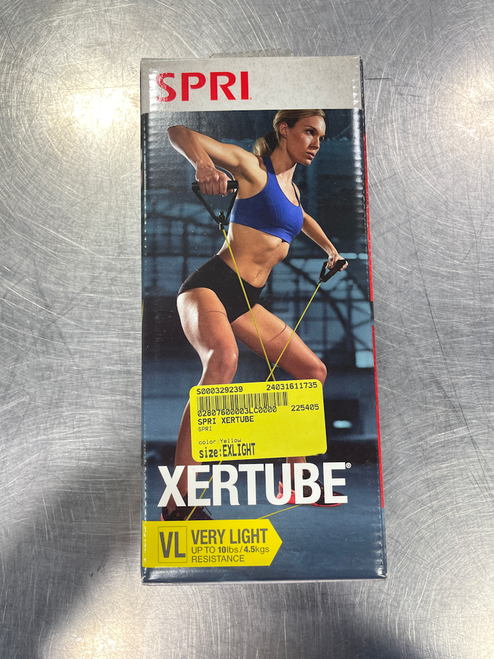 SPRI
S000329239 24031611735
02807600003LC0000 225405
SPRI XERTUBE
SPRI
color:Yellow
size:EXLIGHT
XERTUBE®
VL VERY LIGHT
UP TO 10lbs/4.5kgs
RESISTANCE